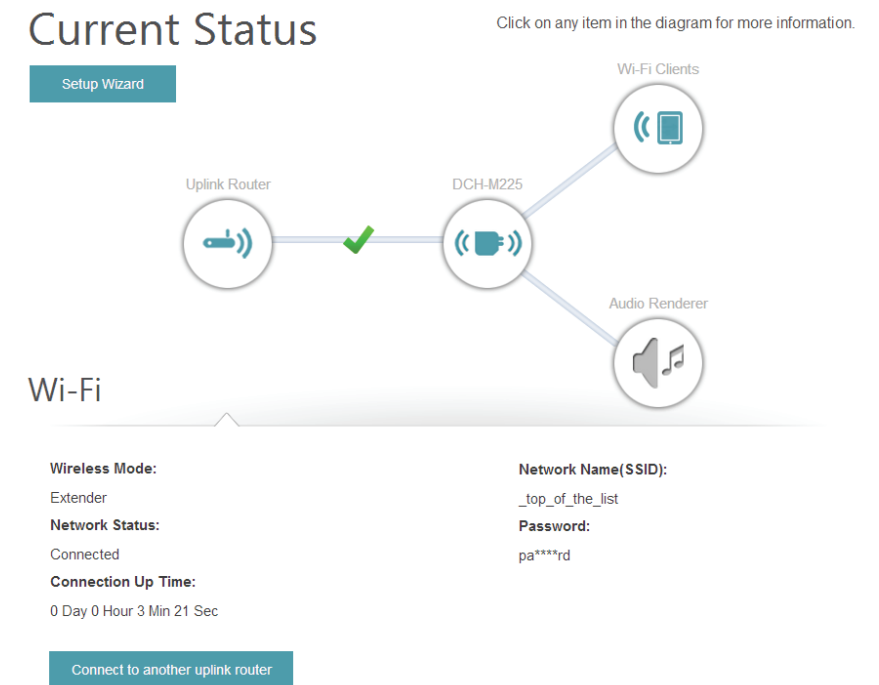 Current Status
Click on any item in the diagram for more information.
Setup Wizard
Wi-Fi Clients
Uplink Router
DCH-M225
Audio Renderer
Wi-Fi
Wireless Mode:
Extender
Network Status:
Connected
Connection Up Time:
0 Day 0 Hour 3 Min 21 Sec
Network Name(SSID):
_top_of_the_list
Password:
pa****rd
Connect to another uplink router